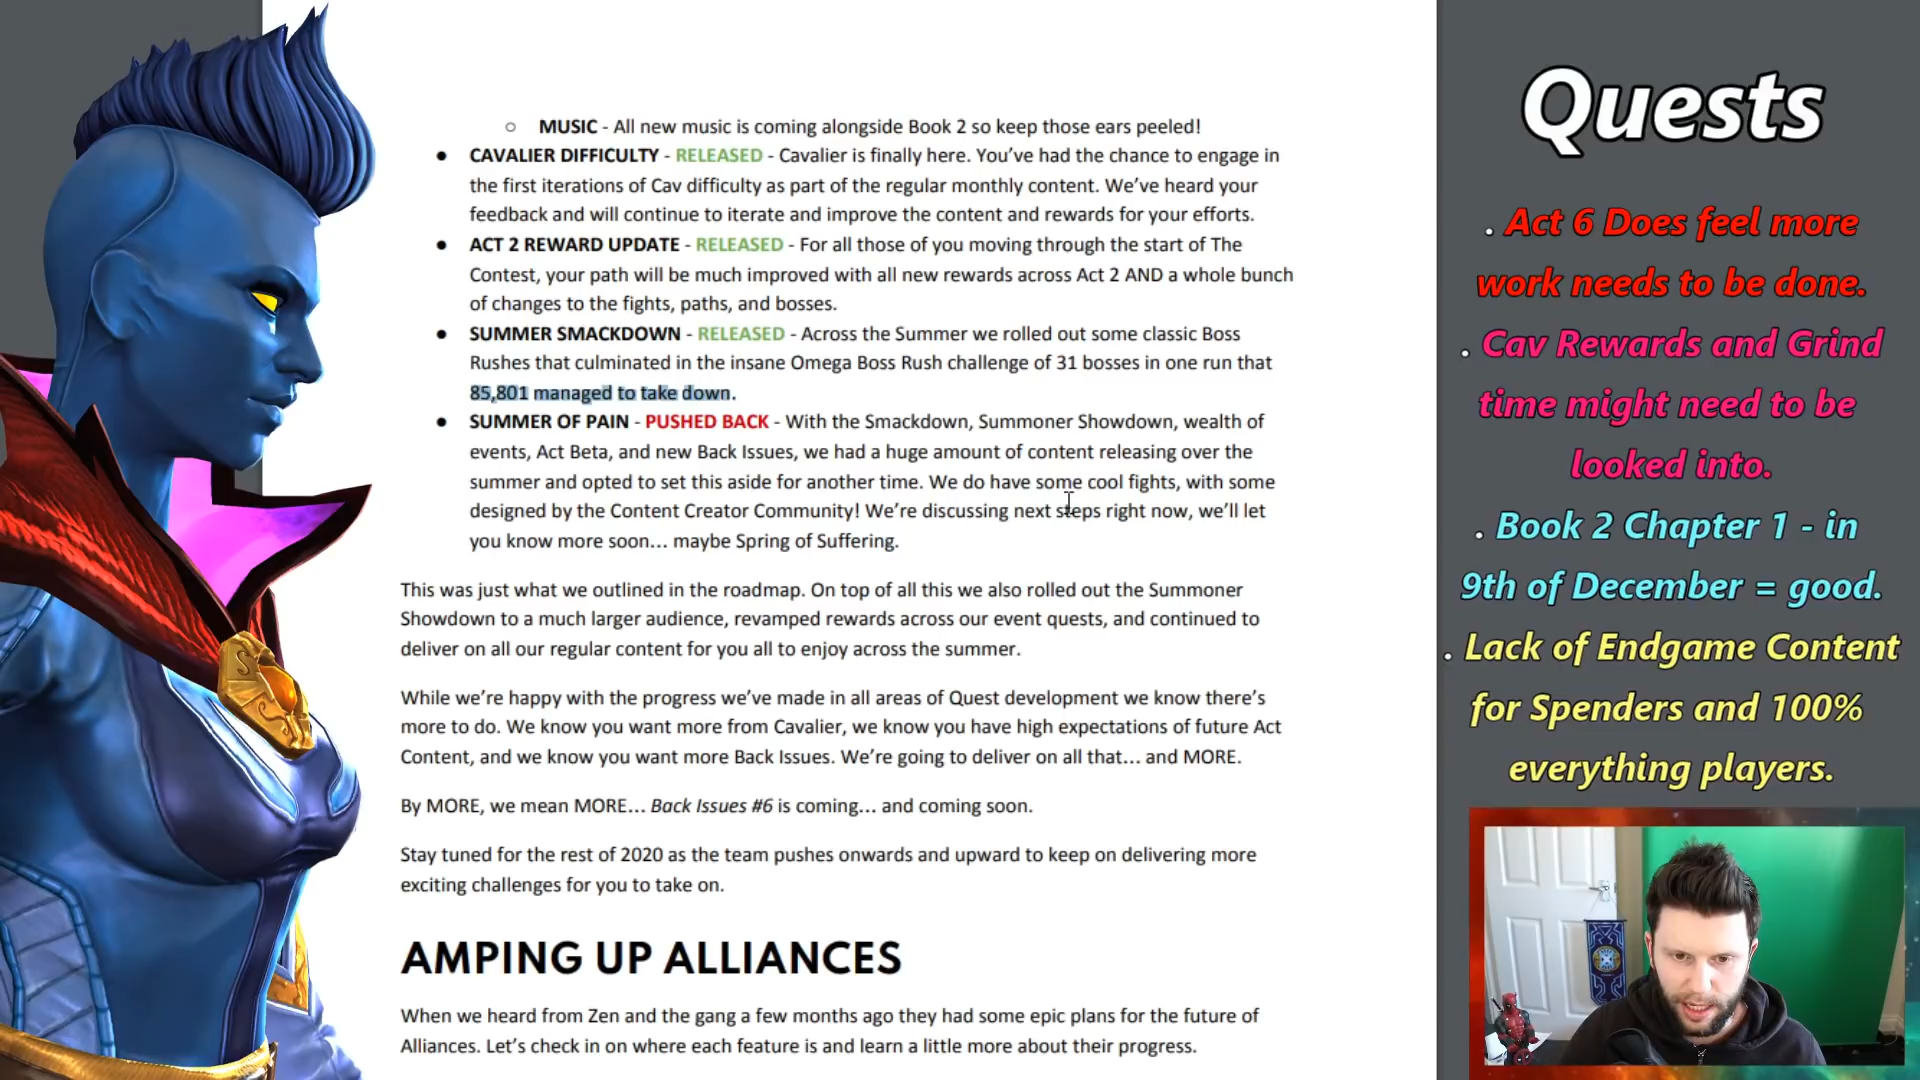 ○ MUSIC - All new music is coming alongside Book 2 so keep those ears peeled!
● CAVALIER DIFFICULTY - RELEASED - Cavalier is finally here. You’ve had the chance to engage in
the first iterations of Cav difficulty as part of the regular monthly content. We’ve heard your
feedback and will continue to iterate and improve the content and rewards for your efforts.
● ACT 2 REWARD UPDATE - RELEASED - For all those of you moving through the start of The
Contest, your path will be much improved with all new rewards across Act 2 AND a whole bunch
of changes to the fights, paths, and bosses.
● SUMMER SMACKDOWN - RELEASED - Across the Summer we rolled out some classic Boss
Rushes that culminated in the insane Omega Boss Rush challenge of 31 bosses in one run that
85,801 managed to take down.
● SUMMER OF PAIN - PUSHED BACK - With the Smackdown, Summoner Showdown, wealth of
events, Act Beta, and new Back Issues, we had a huge amount of content releasing over the
summer and opted to set this aside for another time. We do have some cool fights, with some
designed by the Content Creator Community! We’re discussing next steps right now, we’ll let
you know more soon… maybe Spring of Suffering.
This was just what we outlined in the roadmap. On top of all this we also rolled out the Summoner
Showdown to a much larger audience, revamped rewards across our event quests, and continued to
deliver on all our regular content for you all to enjoy across the summer.
While we’re happy with the progress we’ve made in all areas of Quest development we know there’s
more to do. We know you want more from Cavalier, we know you have high expectations of future Act
Content, and we know you want more Back Issues. We’re going to deliver on all that… and MORE.
By MORE, we mean MORE… Back Issues #6 is coming… and coming soon.
Stay tuned for the rest of 2020 as the team pushes onwards and upward to keep on delivering more
exciting challenges for you to take on.
AMPING UP ALLIANCES
When we heard from Zen and the gang a few months ago they had some epic plans for the future of
Alliances. Let’s check in on where each feature is and learn a little more about their progress.
Quests
. Act 6 Does feel more
work needs to be done.
. Cav Rewards and Grind
time might need to be
looked into.
. Book 2 Chapter 1 - in
9th of December = good.
. Lack of Endgame Content
for Spenders and 100%
everything players.